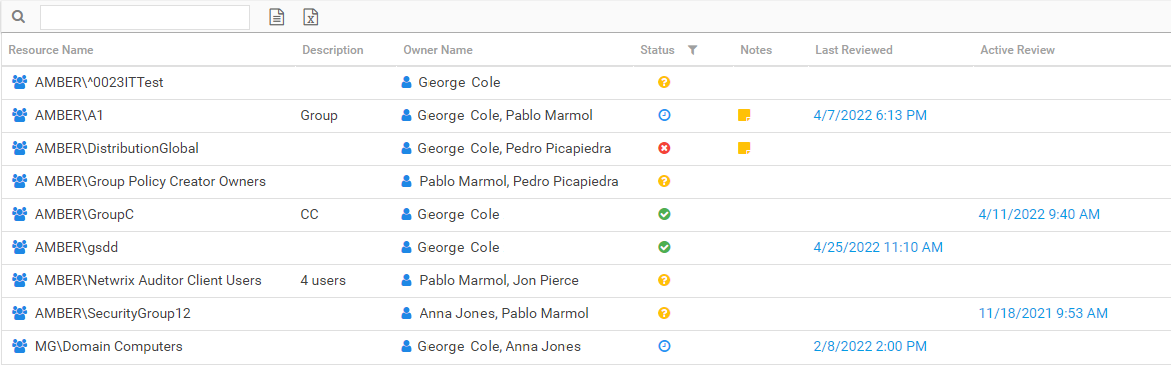 Resource Name Description Owner Name Status Notes Last Reviewed Active Review
AMBER\^0023ITTest George Cole
AMBER\A1 Group George Cole, Pablo Marmol 4/7/2022 6:13 PM
AMBER\DistributionGlobal George Cole, Pedro Picapiedra
AMBER\Group Policy Creator Owners Pablo Marmol, Pedro Picapiedra
AMBER\GroupC CC George Cole 4/11/2022 9:40 AM
AMBER\gsdd George Cole 4/25/2022 11:10 AM
AMBER\Netwrix Auditor Client Users 4 users Pablo Marmol, Jon Pierce
AMBER\SecurityGroup12 Anna Jones, Pablo Marmol 11/18/2021 9:53 AM
MG\Domain Computers George Cole, Anna Jones 2/8/2022 2:00 PM